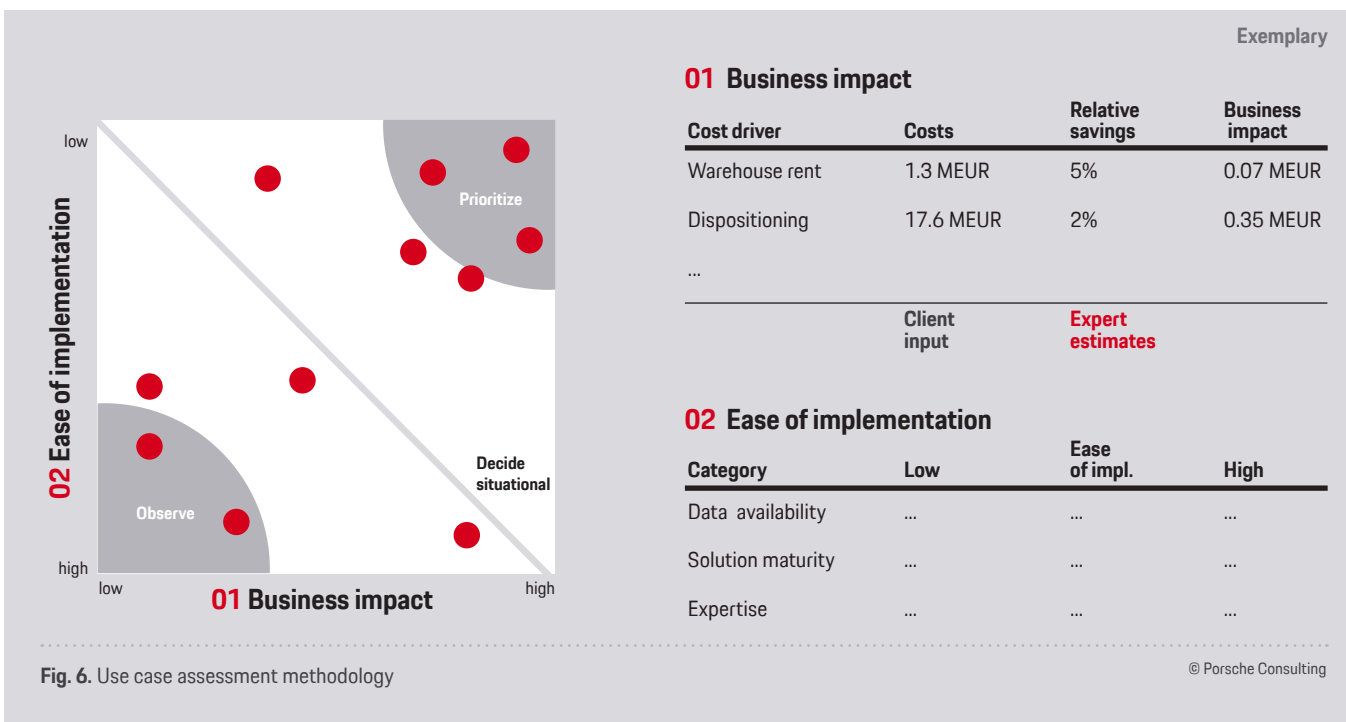 Exemplary
low
02 Ease of implementation
high
Prioritize
Observe
Decide
situational
low
01 Business impact
high
01 Business impact
Cost driver Costs Relative savings Business impact
Warehouse rent 1.3 MEUR 5% 0.07 MEUR
Dispositioning 17.6 MEUR 2% 0.35 MEUR
...
Client input Expert estimates
02 Ease of implementation
Category Low Ease of impl. High
Data availability ... ... ...
Solution maturity ... ... ...
Expertise ... ... ...
Fig. 6. Use case assessment methodology
© Porsche Consulting